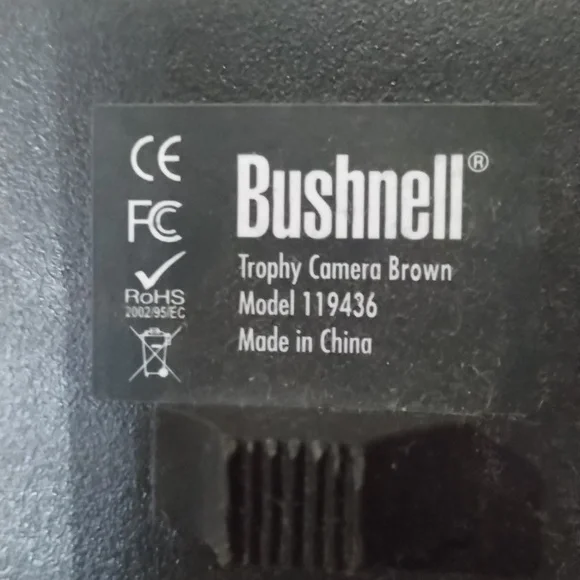 CE
FC
RoHS
2002/95/EC
Bushnell®
Trophy Camera Brown
Model 119436
Made in China